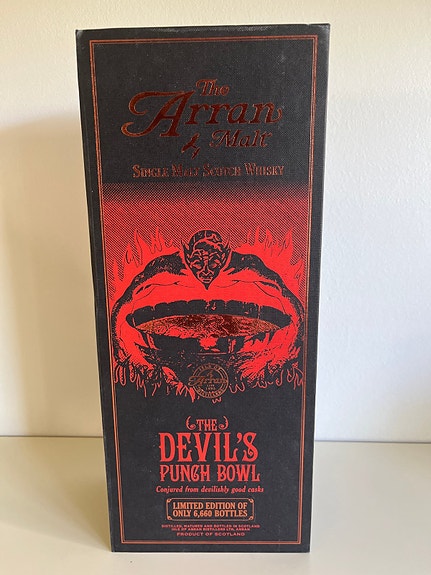 The
Arran
Malt
Single Malt Scotch Whisky
Arran
THE
DEVIL'S
PUNCH BOWL
Conjured from devilishly good casks
LIMITED EDITION OF
ONLY 6,660 BOTTLES
DISTILLED, MATURED AND BOTTLED IN SCOTLAND
ISLE OF ARRAN DISTILLERS LTD, ARRAN
PRODUCT OF SCOTLAND